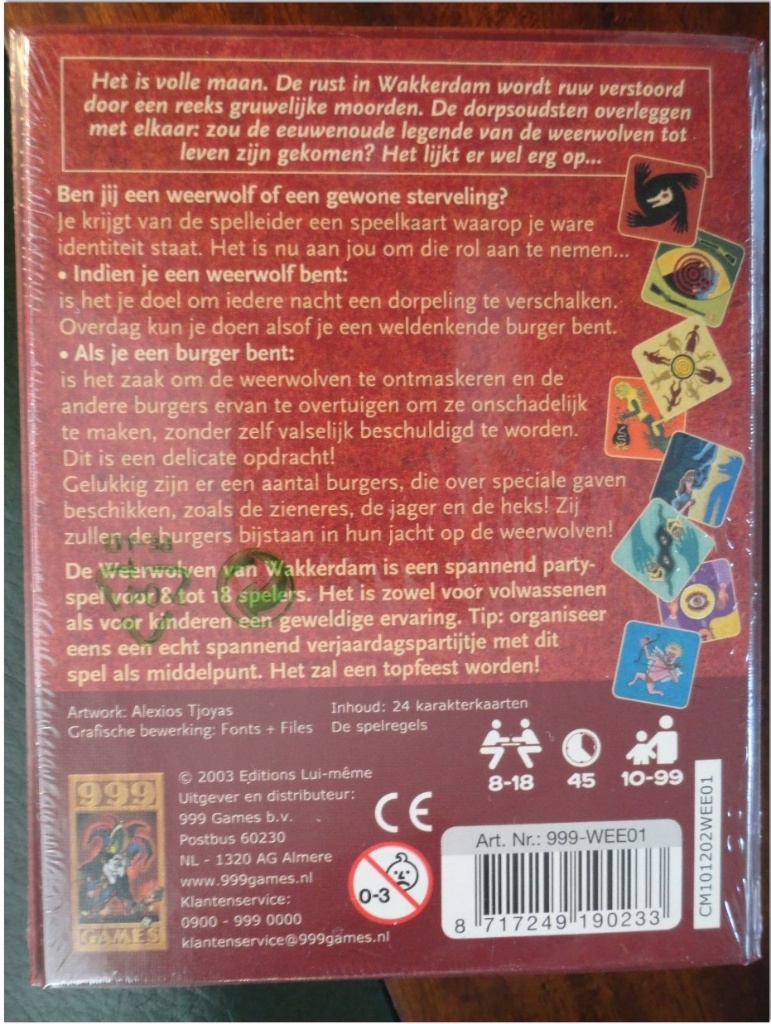 Het is volle maan. De rust in Wakkerdam wordt ruw verstoord
door een reeks gruwelijke moorden. De dorpsoudsten overleggen
met elkaar: zou de eeuwenoude legende van de weerwolven tot
leven zijn gekomen? Het lijkt er wel erg op...
Ben jij een weerwolf of een gewone sterveling?
Je krijgt van de spelleider een speelkaart waarop je ware
identiteit staat. Het is nu aan jou om die rol aan te nemen...
• Indien je een weerwolf bent:
is het je doel om iedere nacht een dorpeling te verschalken.
Overdag kun je doen alsof je een weldenkende burger bent.
• Als je een burger bent:
is het zaak om de weerwolven te ontmaskeren en de
andere burgers ervan te overtuigen om ze onschadelijk
te maken, zonder zelf valselijk beschuldigd te worden.
Dit is een delicate opdracht!
Gelukkig zijn er een aantal burgers, die over speciale gaven
beschikken, zoals de zieneres, de jager en de heks! Zij
zullen de burgers bijstaan in hun jacht op de weerwolven!
De Weerwolven van Wakkerdam is een spannend party-
spel voor 8 tot 18 spelers. Het is zowel voor volwassenen
als voor kinderen een geweldige ervaring. Tip: organiseer
eens een echt spannend verjaardagspartijtje met dit
spel als middelpunt. Het zal een topfeest worden!
Artwork: Alexios Tjoyas
Grafische bewerking: Fonts + Files
Inhoud: 24 karakterkaarten
De spelregels
8-18 45 10-99
999
GAMES
© 2003 Editions Lui-même
Uitgever en distributeur:
999 Games b.v.
Postbus 60230
NL - 1320 AG Almere
www.999games.nl
Klantenservice:
0900 - 999 0000
klantenservice@999games.nl
CE
0-3
Art. Nr.: 999-WEE01
8 717249 190233
CM101202WEE01